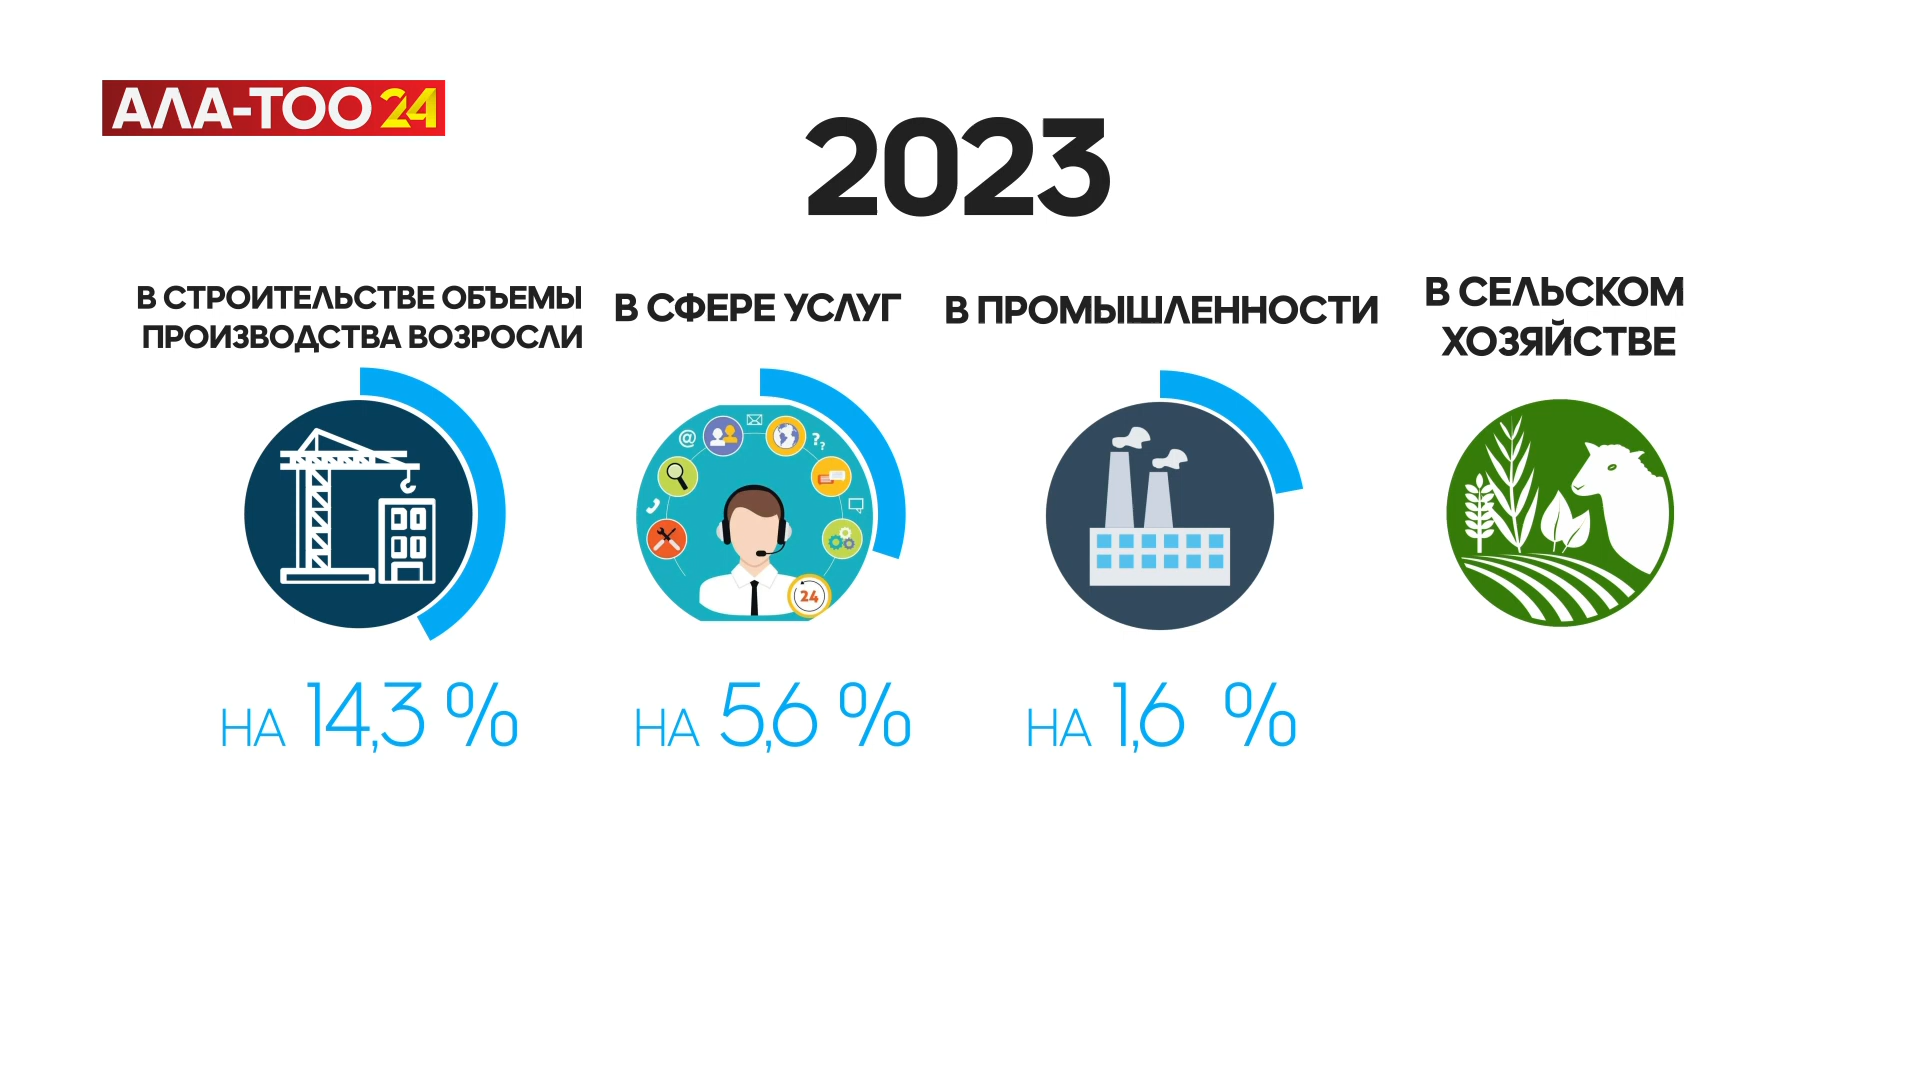 АЛА-ТОО 24
2023
В СТРОИТЕЛЬСТВЕ ОБЪЕМЫ
ПРОИЗВОДСТВА ВОЗРОСЛИ
НА 14,3 %
В СФЕРЕ УСЛУГ
@
??
24
НА 5,6 %
В ПРОМЫШЛЕННОСТИ
НА 1,6 %
В СЕЛЬСКОМ
ХОЗЯЙСТВЕ